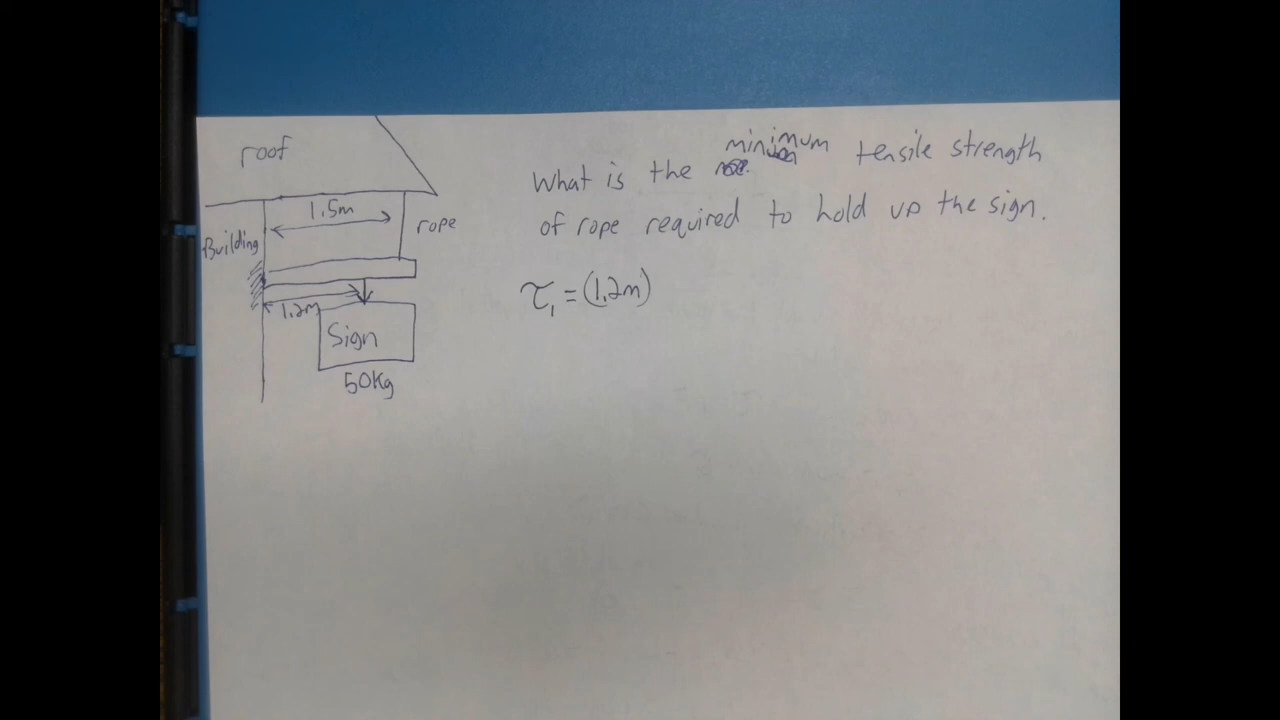 roof
1.5m
rope
Building
1.2m
Sign
50Kg
What is the minimum tensile strength
of rope required to hold up the sign.
τ₁ = (1.2m)